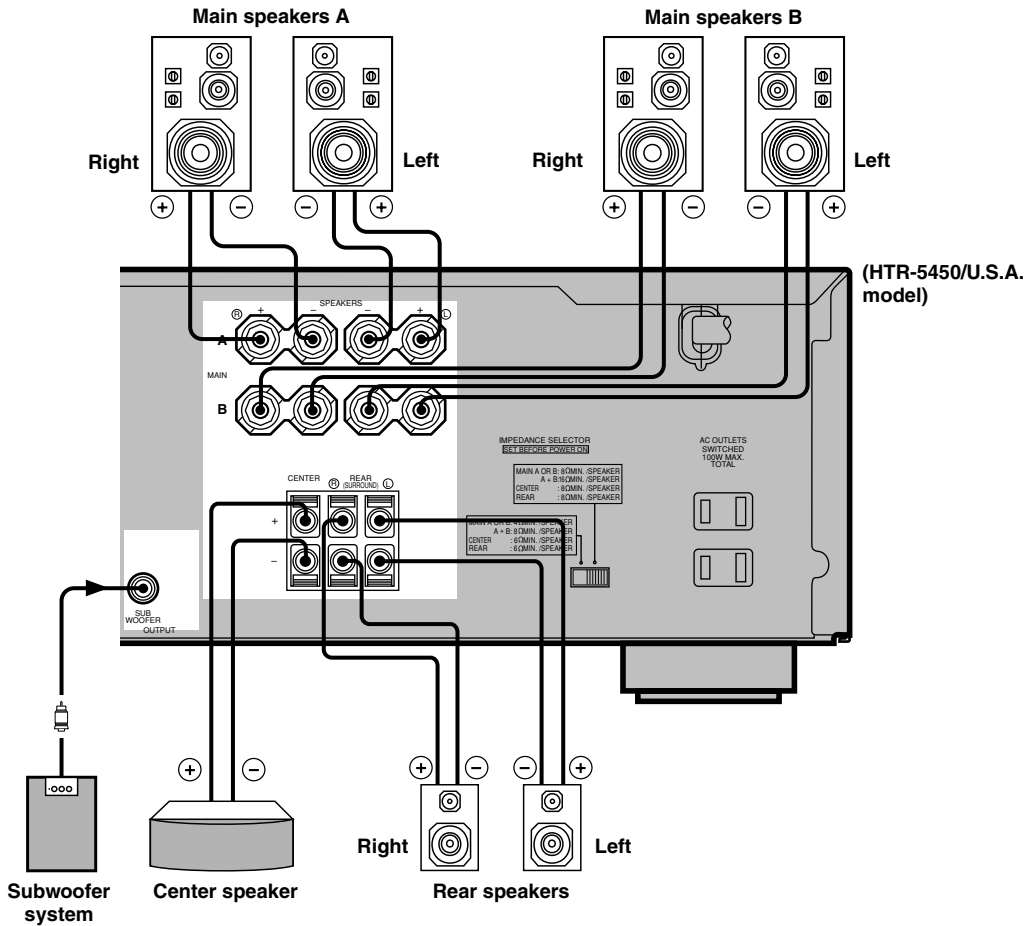 Main speakers A
Main speakers B
Right
Left
Right
Left
+ − − +
+ − − +
(HTR-5450/U.S.A.
model)
SPEAKERS
R + − − + L
A
MAIN
B
IMPEDANCE SELECTOR
SET BEFORE POWER ON
MAIN A OR B: 8ΩMIN. /SPEAKER
A + B:16ΩMIN. /SPEAKER
CENTER : 8ΩMIN. /SPEAKER
REAR : 8ΩMIN. /SPEAKER
MAIN A OR B: 4ΩMIN. /SPEAKER
A + B: 8ΩMIN. /SPEAKER
CENTER : 6ΩMIN. /SPEAKER
REAR : 6ΩMIN. /SPEAKER
AC OUTLETS
SWITCHED
100W MAX.
TOTAL
CENTER
R REAR L
(SURROUND)
+
−
SUB
WOOFER
OUTPUT
+ −
+ − − +
Right
Left
Subwoofer
system
Center speaker
Rear speakers